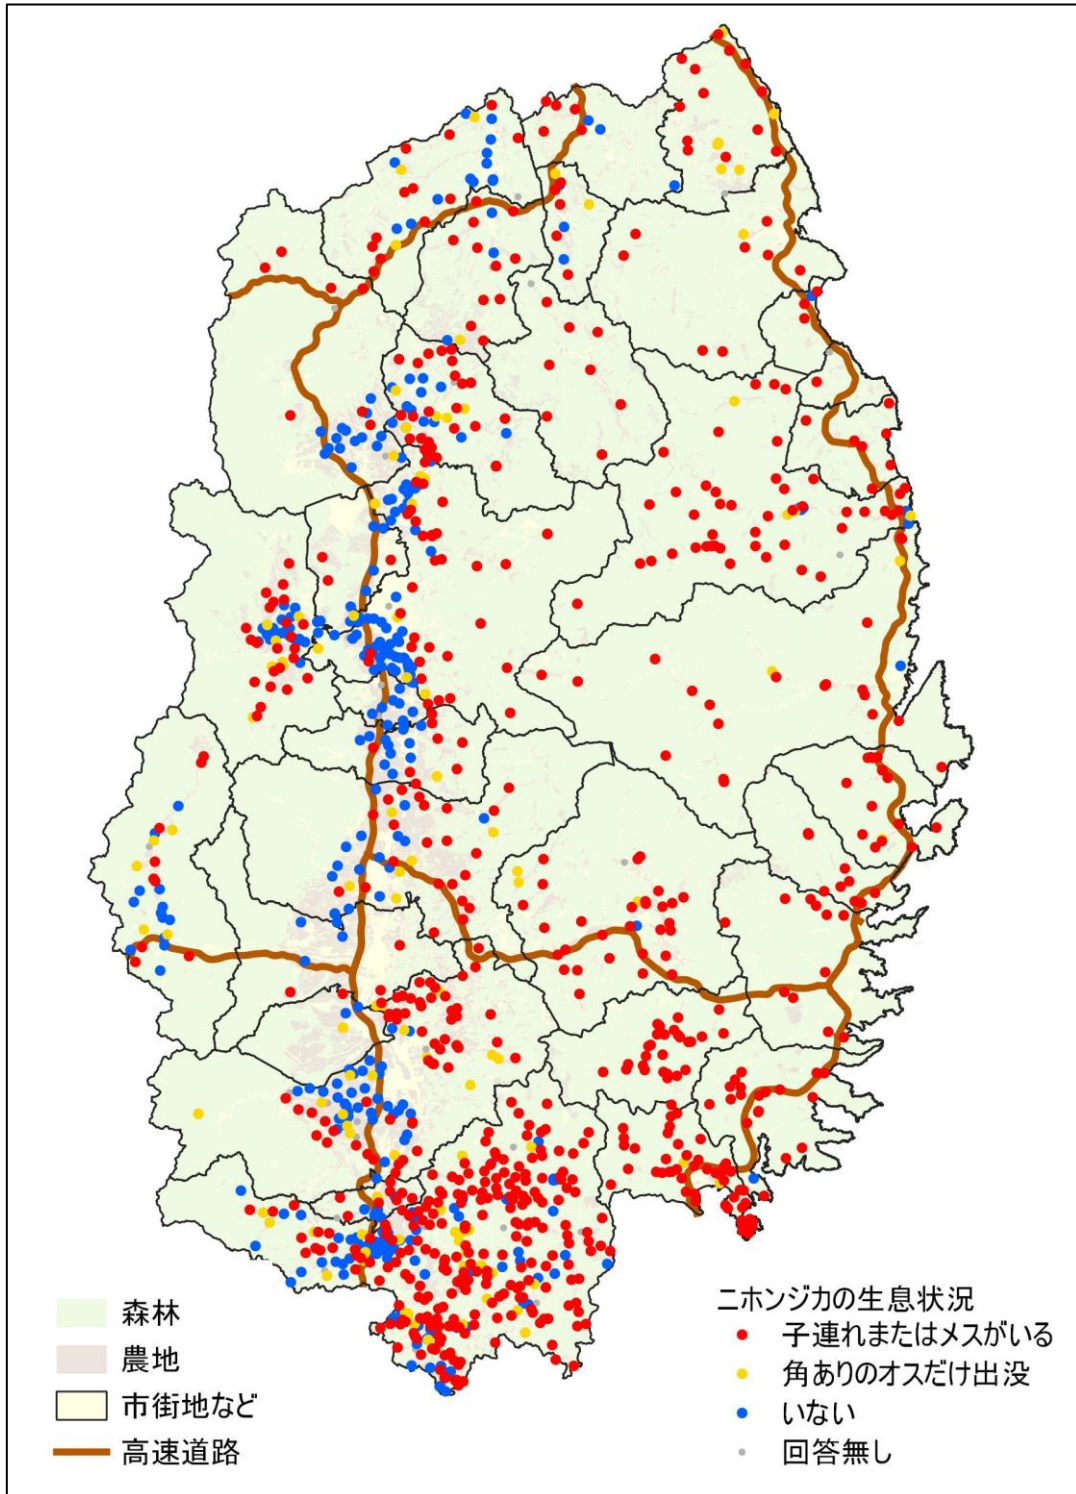 森林
農地
市街地など
高速道路
ニホンジカの生息状況
子連れまたはメスがいる
角ありのオスだけ出没
いない
回答無し